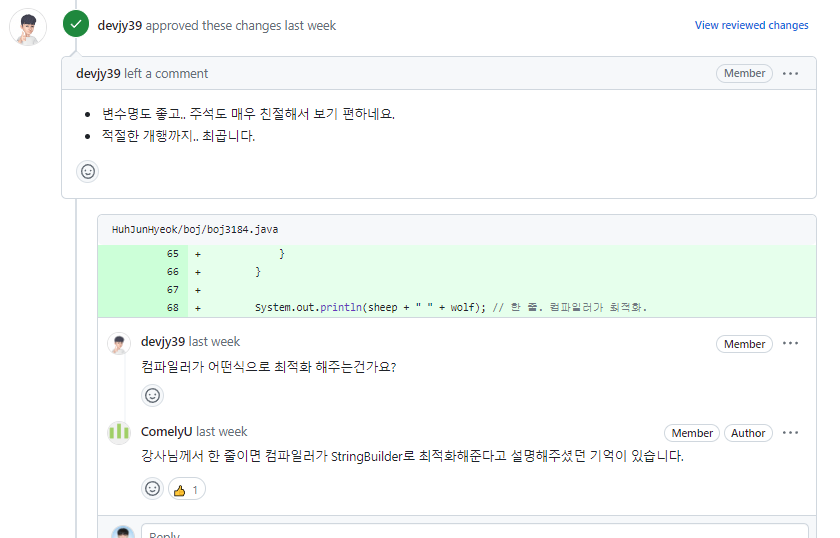 devjy39 approved these changes last week
View reviewed changes
devjy39 left a comment
Member
변수명도 좋고.. 주석도 매우 친절해서 보기 편하네요.
적절한 개행까지.. 최곱니다.
HuhJunHyeok/boj/boj3184.java
65 + }
66 + }
67 +
68 + System.out.println(sheep + " " + wolf); // 한 줄. 컴파일러가 최적화.
devjy39 last week
Member
컴파일러가 어떤식으로 최적화 해주는건가요?
ComelyU last week
Member
Author
강사님께서 한 줄이면 컴파일러가 StringBuilder로 최적화해준다고 설명해주셨던 기억이 있습니다.
1
Reply